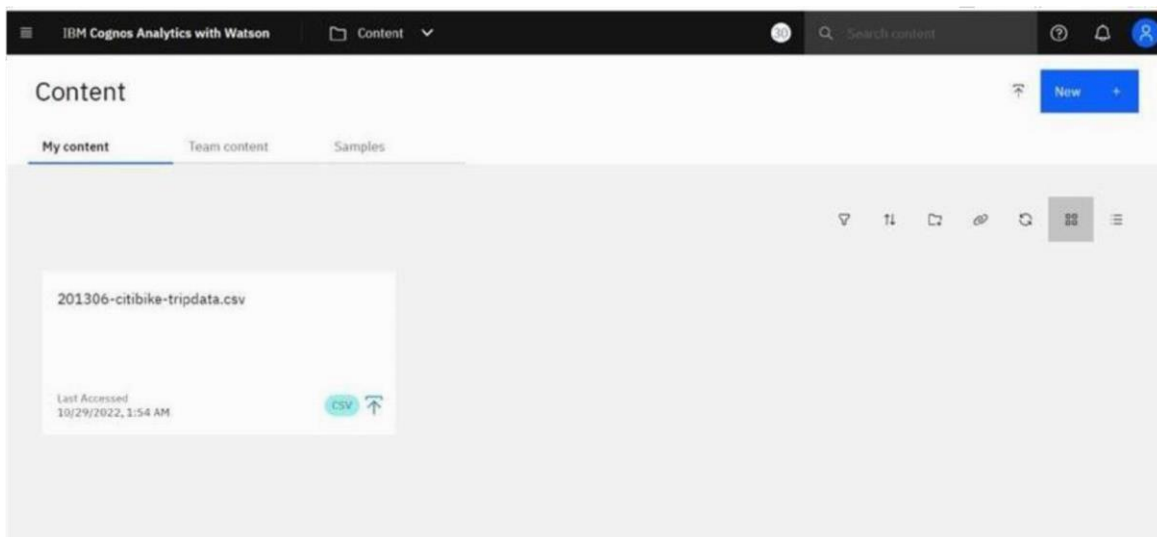 IBM Cognos Analytics with Watson
Content
30
Search content
Content
New +
My content
Team content
Samples
201306-citibike-tripdata.csv
Last Accessed
10/29/2022, 1:54 AM
CSV